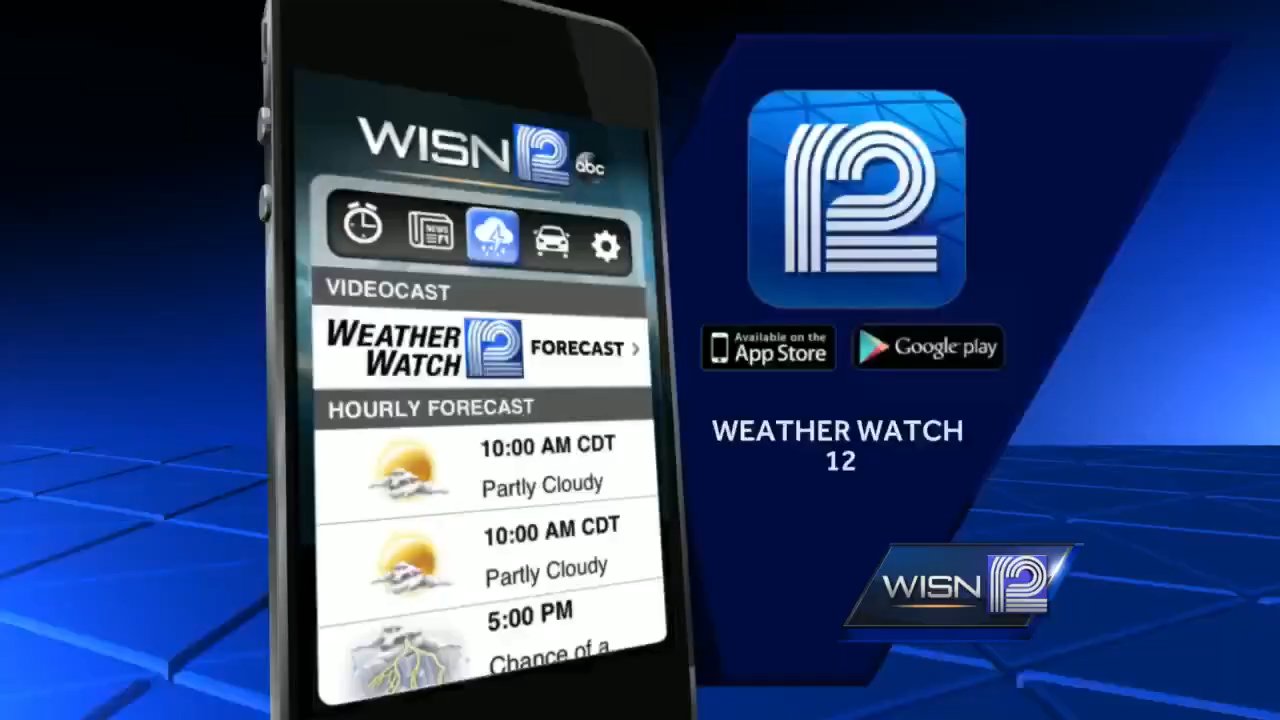 WISN 12 abc
NEWS
VIDEOCAST
WEATHER
WATCH
12
FORECAST >
HOURLY FORECAST
10:00 AM CDT
Partly Cloudy
10:00 AM CDT
Partly Cloudy
5:00 PM
Chance of a
12
Available on the
App Store
Google play
WEATHER WATCH
12
WISN 12